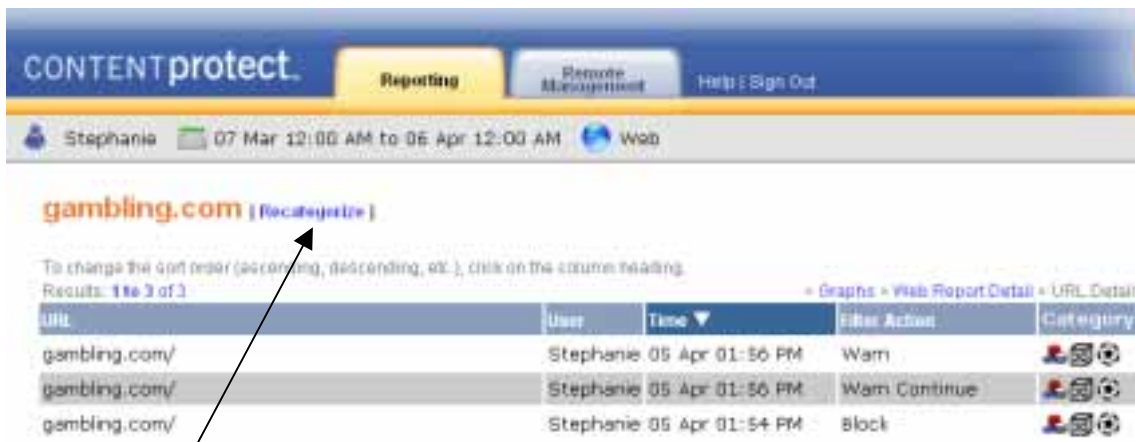 CONTENTprotect.
Reporting
Remote Management
Help | Sign Out
Stephanie 07 Mar 12:00 AM to 06 Apr 12:00 AM Web
gambling.com [ Recategorize ]
To change the sort order (ascending, descending, etc.), click on the column heading.
Results: 1 to 3 of 3 « Graphs « Web Report Detail « URL Detail
URL User Time ▼ Filter Action Category
gambling.com/ Stephanie 05 Apr 01:56 PM Warn
gambling.com/ Stephanie 05 Apr 01:56 PM Warn Continue
gambling.com/ Stephanie 05 Apr 01:54 PM Block